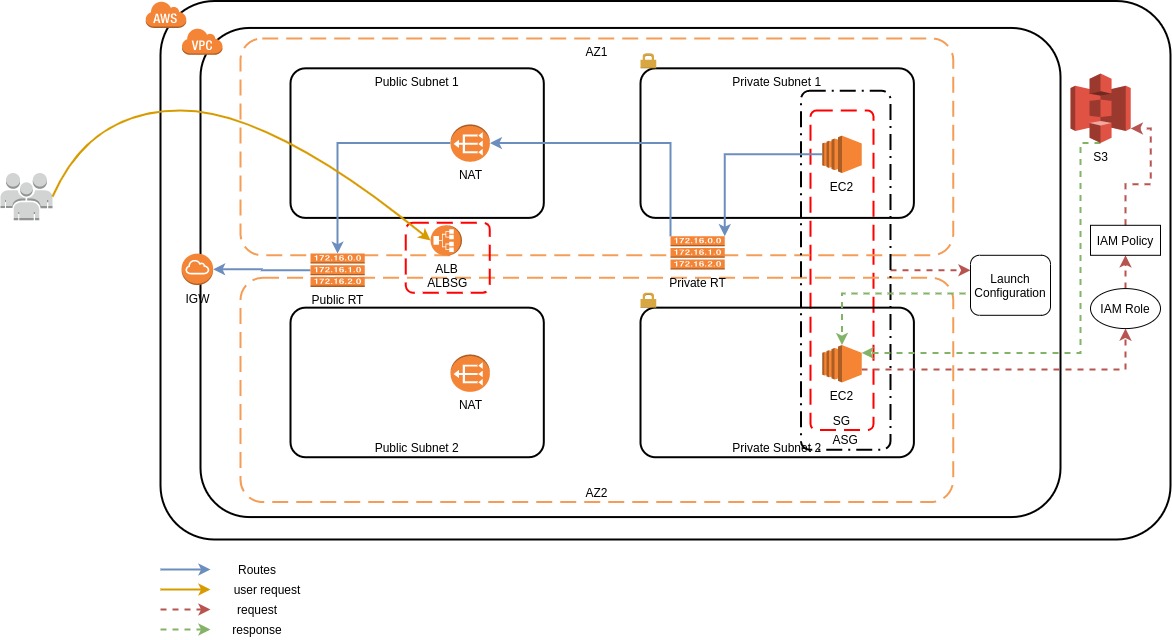 AWS
VPC
AZ1
Public Subnet 1
Private Subnet 1
NAT
EC2
S3
IAM Policy
ALB
ALBSG
172.16.0.0
172.16.1.0
172.16.2.0
Public RT
172.16.0.0
172.16.1.0
172.16.2.0
Private RT
IGW
Launch
Configuration
IAM Role
NAT
EC2
SG
ASG
Public Subnet 2
Private Subnet 2
AZ2
Routes
user request
request
response